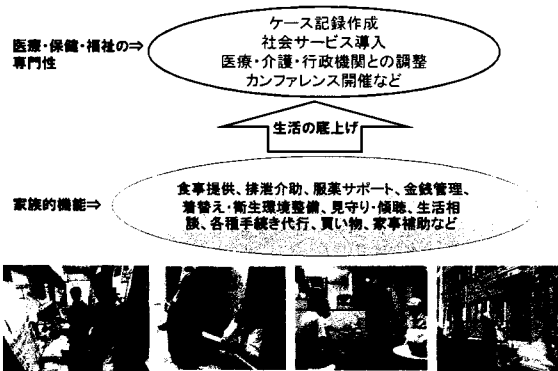 ケース記録作成
社会サービス導入
医療・介護・行政機関との調整
カンファレンス開催など
医療・保健・福祉の⇒
専門性
生活の底上げ
家族的機能⇒
食事提供、排泄介助、服薬サポート、金銭管理、
着替え・衛生環境整備、見守り・傾聴、生活相
談、各種手続き代行、買い物、家事補助など